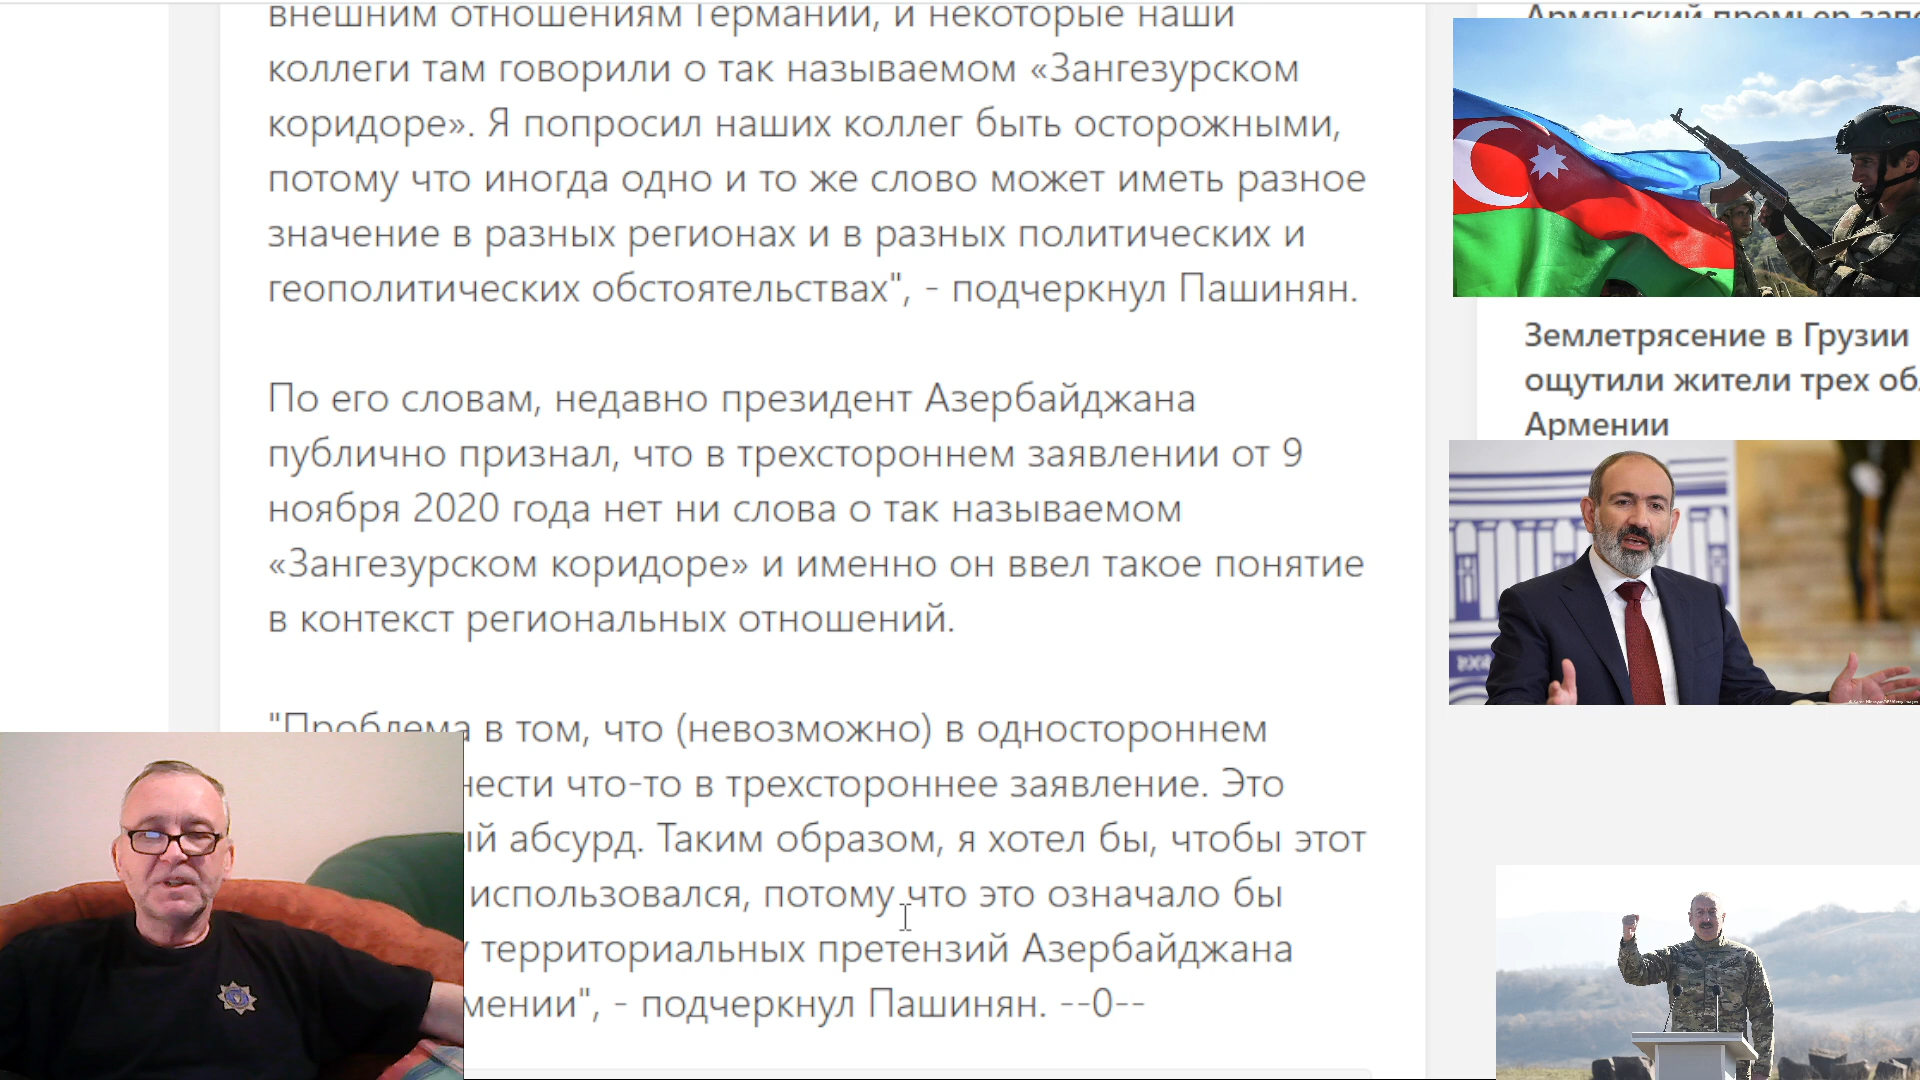 внешним отношениям Германии, и некоторые наши
коллеги там говорили о так называемом «Зангезурском
коридоре». Я попросил наших коллег быть осторожными,
потому что иногда одно и то же слово может иметь разное
значение в разных регионах и в разных политических и
геополитических обстоятельствах", - подчеркнул Пашинян.
По его словам, недавно президент Азербайджана
публично признал, что в трехстороннем заявлении от 9
ноября 2020 года нет ни слова о так называемом
«Зангезурском коридоре» и именно он ввел такое понятие
в контекст региональных отношений.
"Проблема в том, что (невозможно) в одностороннем
нести что-то в трехстороннее заявление. Это
ый абсурд. Таким образом, я хотел бы, чтобы этот
использовался, потому что это означало бы
у территориальных претензий Азербайджана
мении", - подчеркнул Пашинян. --0--
Армянский премьер
Землетрясение в Грузии
ощутили жители трех об
Армении